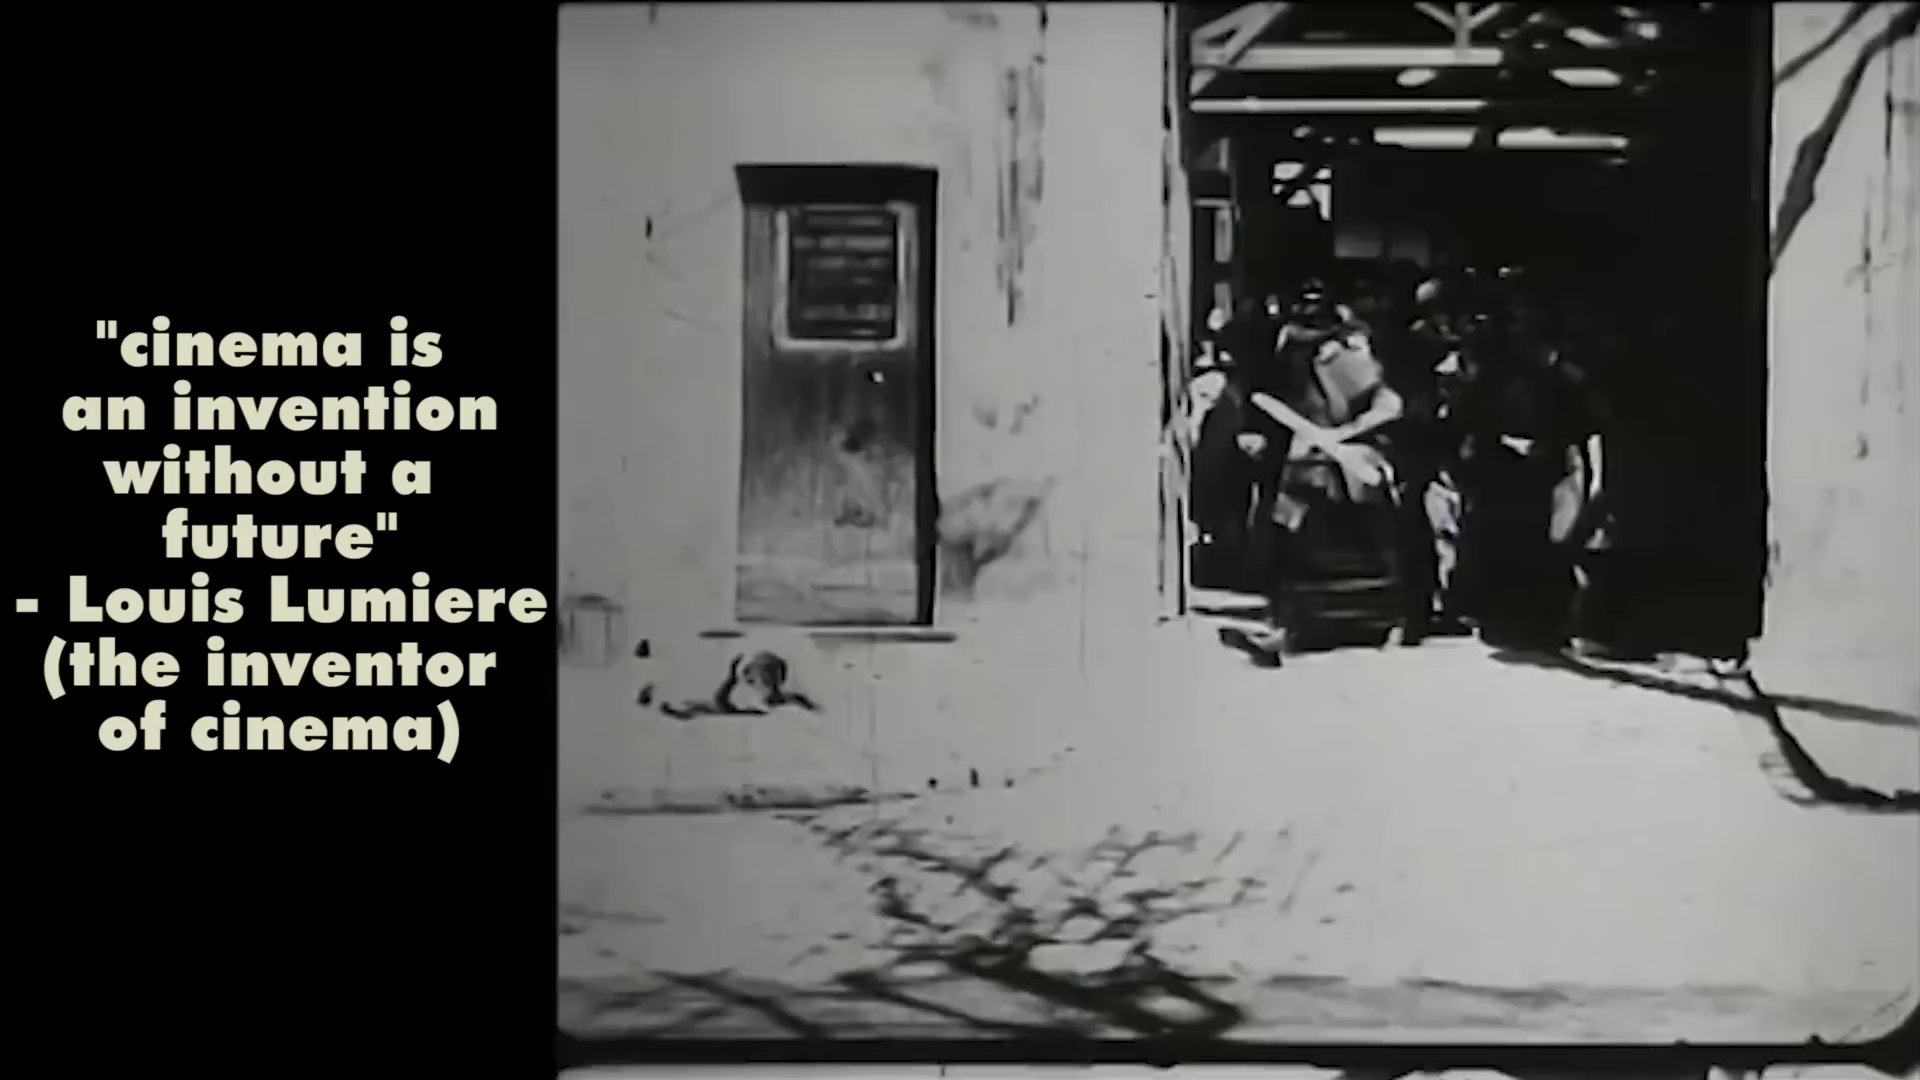 "cinema is
an invention
without a
future"
- Louis Lumiere
(the inventor
of cinema)